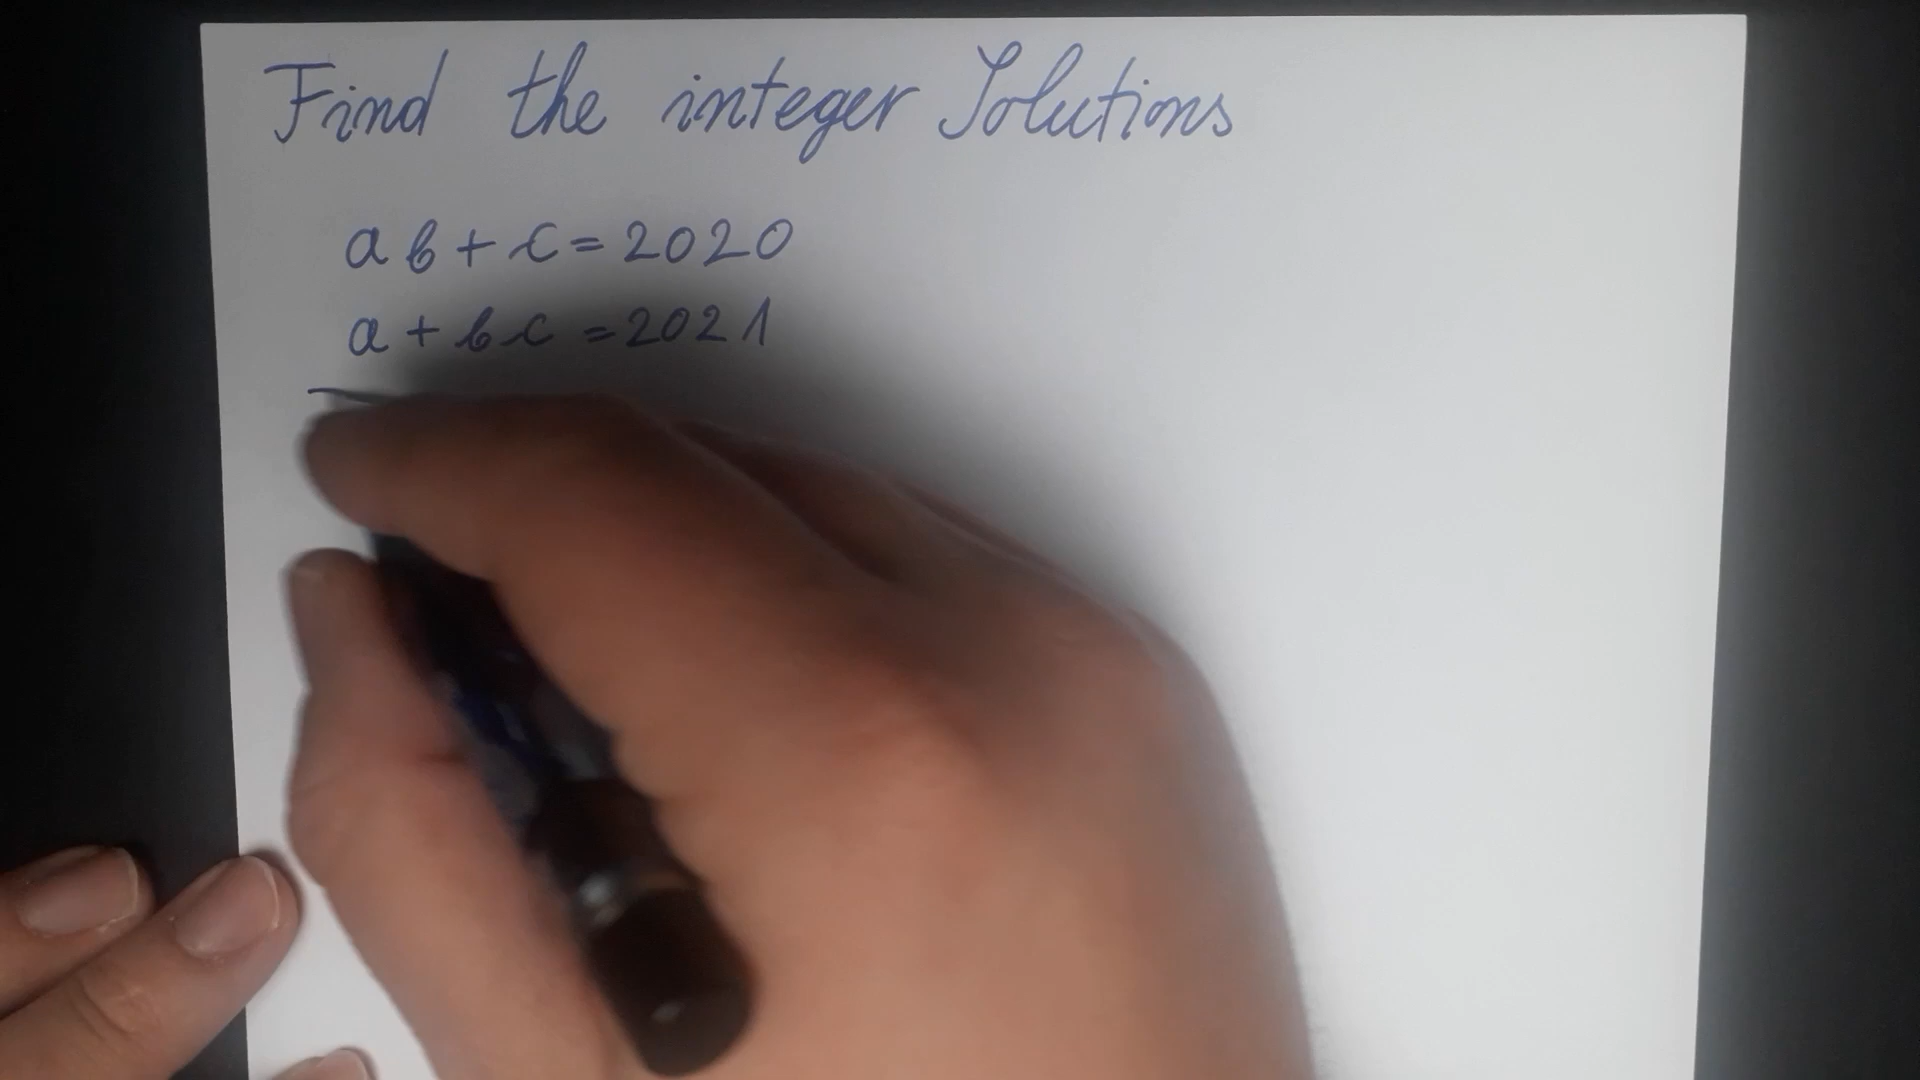 Find the integer Solutions
ab + c = 2020
a + bc = 2021